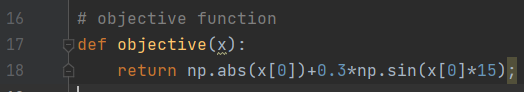 16 # objective function
17 def objective(x):
18 return np.abs(x[0])+0.3*np.sin(x[0]*15);